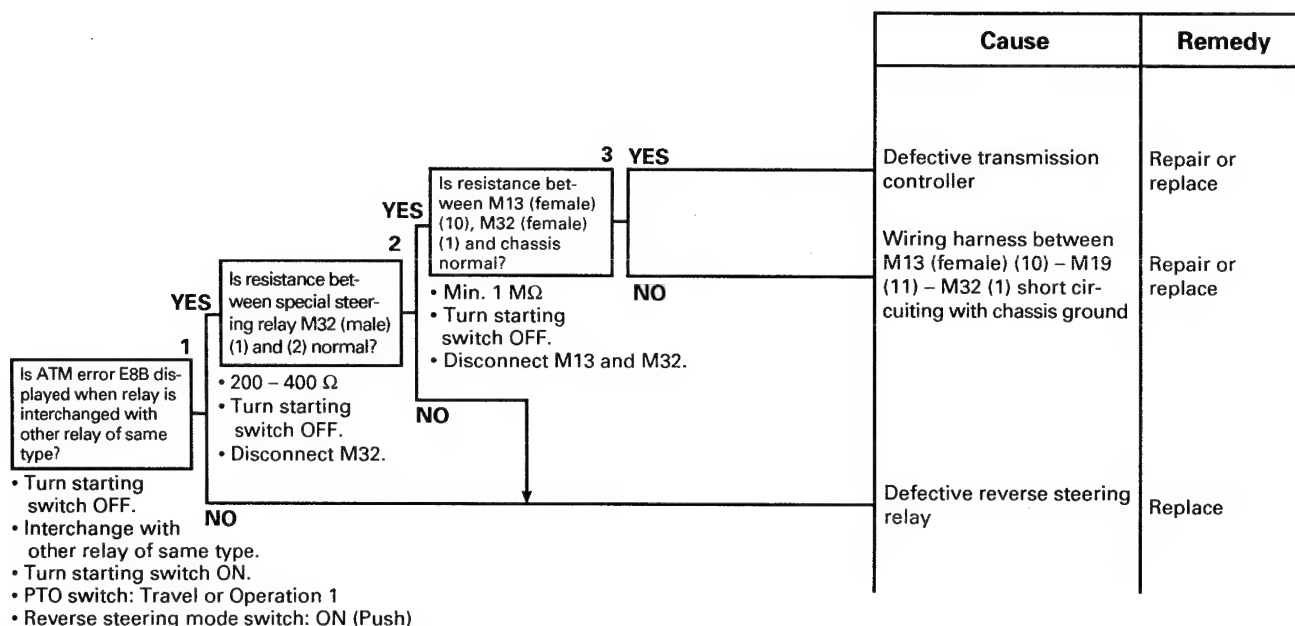 Cause
Remedy
3 YES
Is resistance bet-
ween M13 (female)
(10), M32 (female)
(1) and chassis
normal?
Defective transmission
controller
Repair or
replace
YES
2
NO
• Min. 1 MΩ
• Turn starting
switch OFF.
• Disconnect M13 and M32.
Wiring harness between
M13 (female) (10) – M19
(11) – M32 (1) short cir-
cuiting with chassis ground
Repair or
replace
YES
1
Is resistance bet-
ween special steer-
ing relay M32 (male)
(1) and (2) normal?
• 200 – 400 Ω
• Turn starting
switch OFF.
• Disconnect M32.
NO
Is ATM error E8B dis-
played when relay is
interchanged with
other relay of same
type?
• Turn starting
switch OFF.
• Interchange with
other relay of same type.
• Turn starting switch ON.
• PTO switch: Travel or Operation 1
• Reverse steering mode switch: ON (Push)
NO
Defective reverse steering
relay
Replace